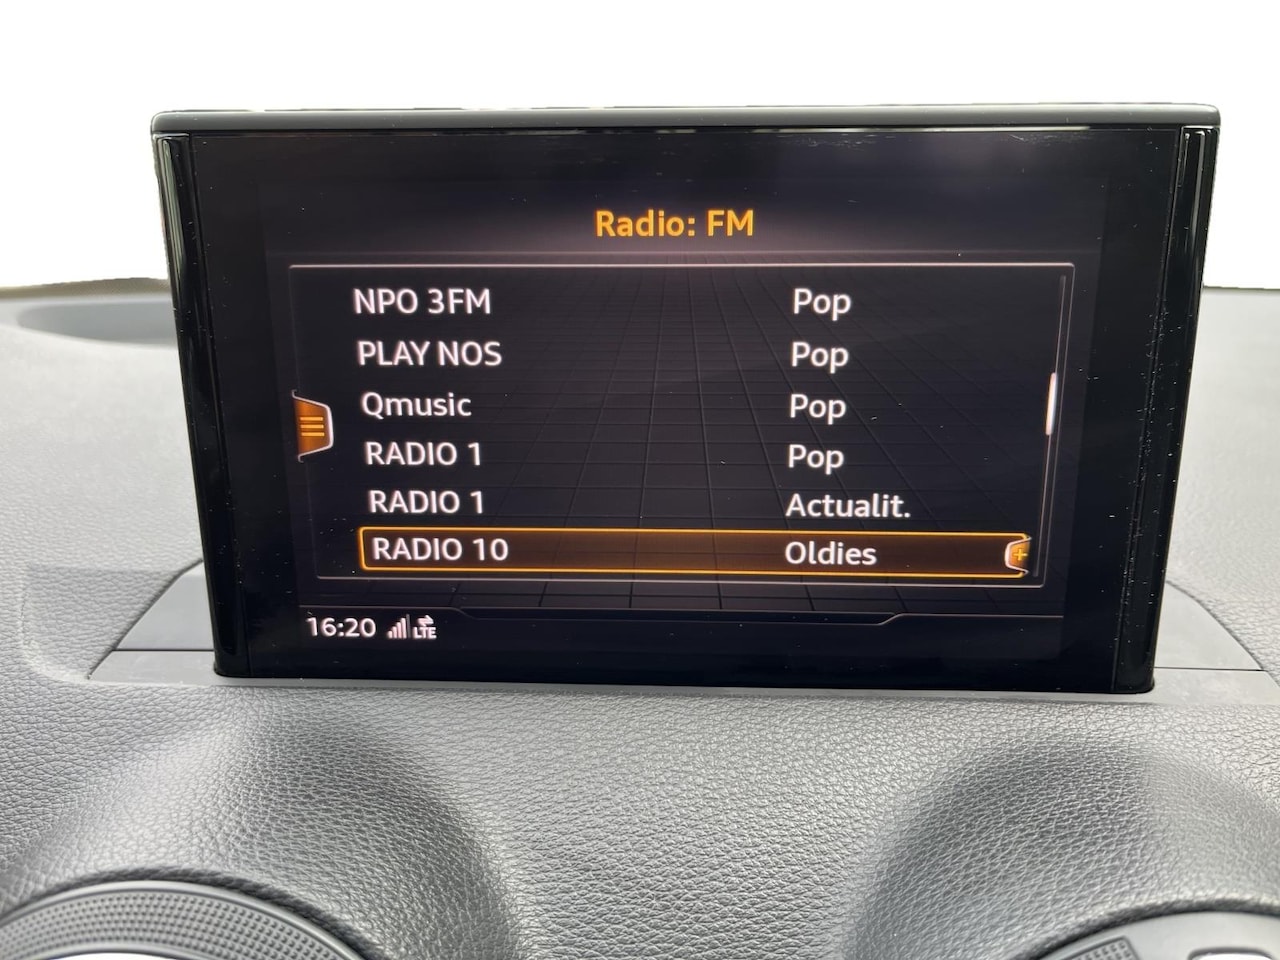 Radio: FM
NPO 3FM Pop
PLAY NOS Pop
Qmusic Pop
RADIO 1 Pop
RADIO 1 Actualit.
RADIO 10 Oldies
16:20 LTE